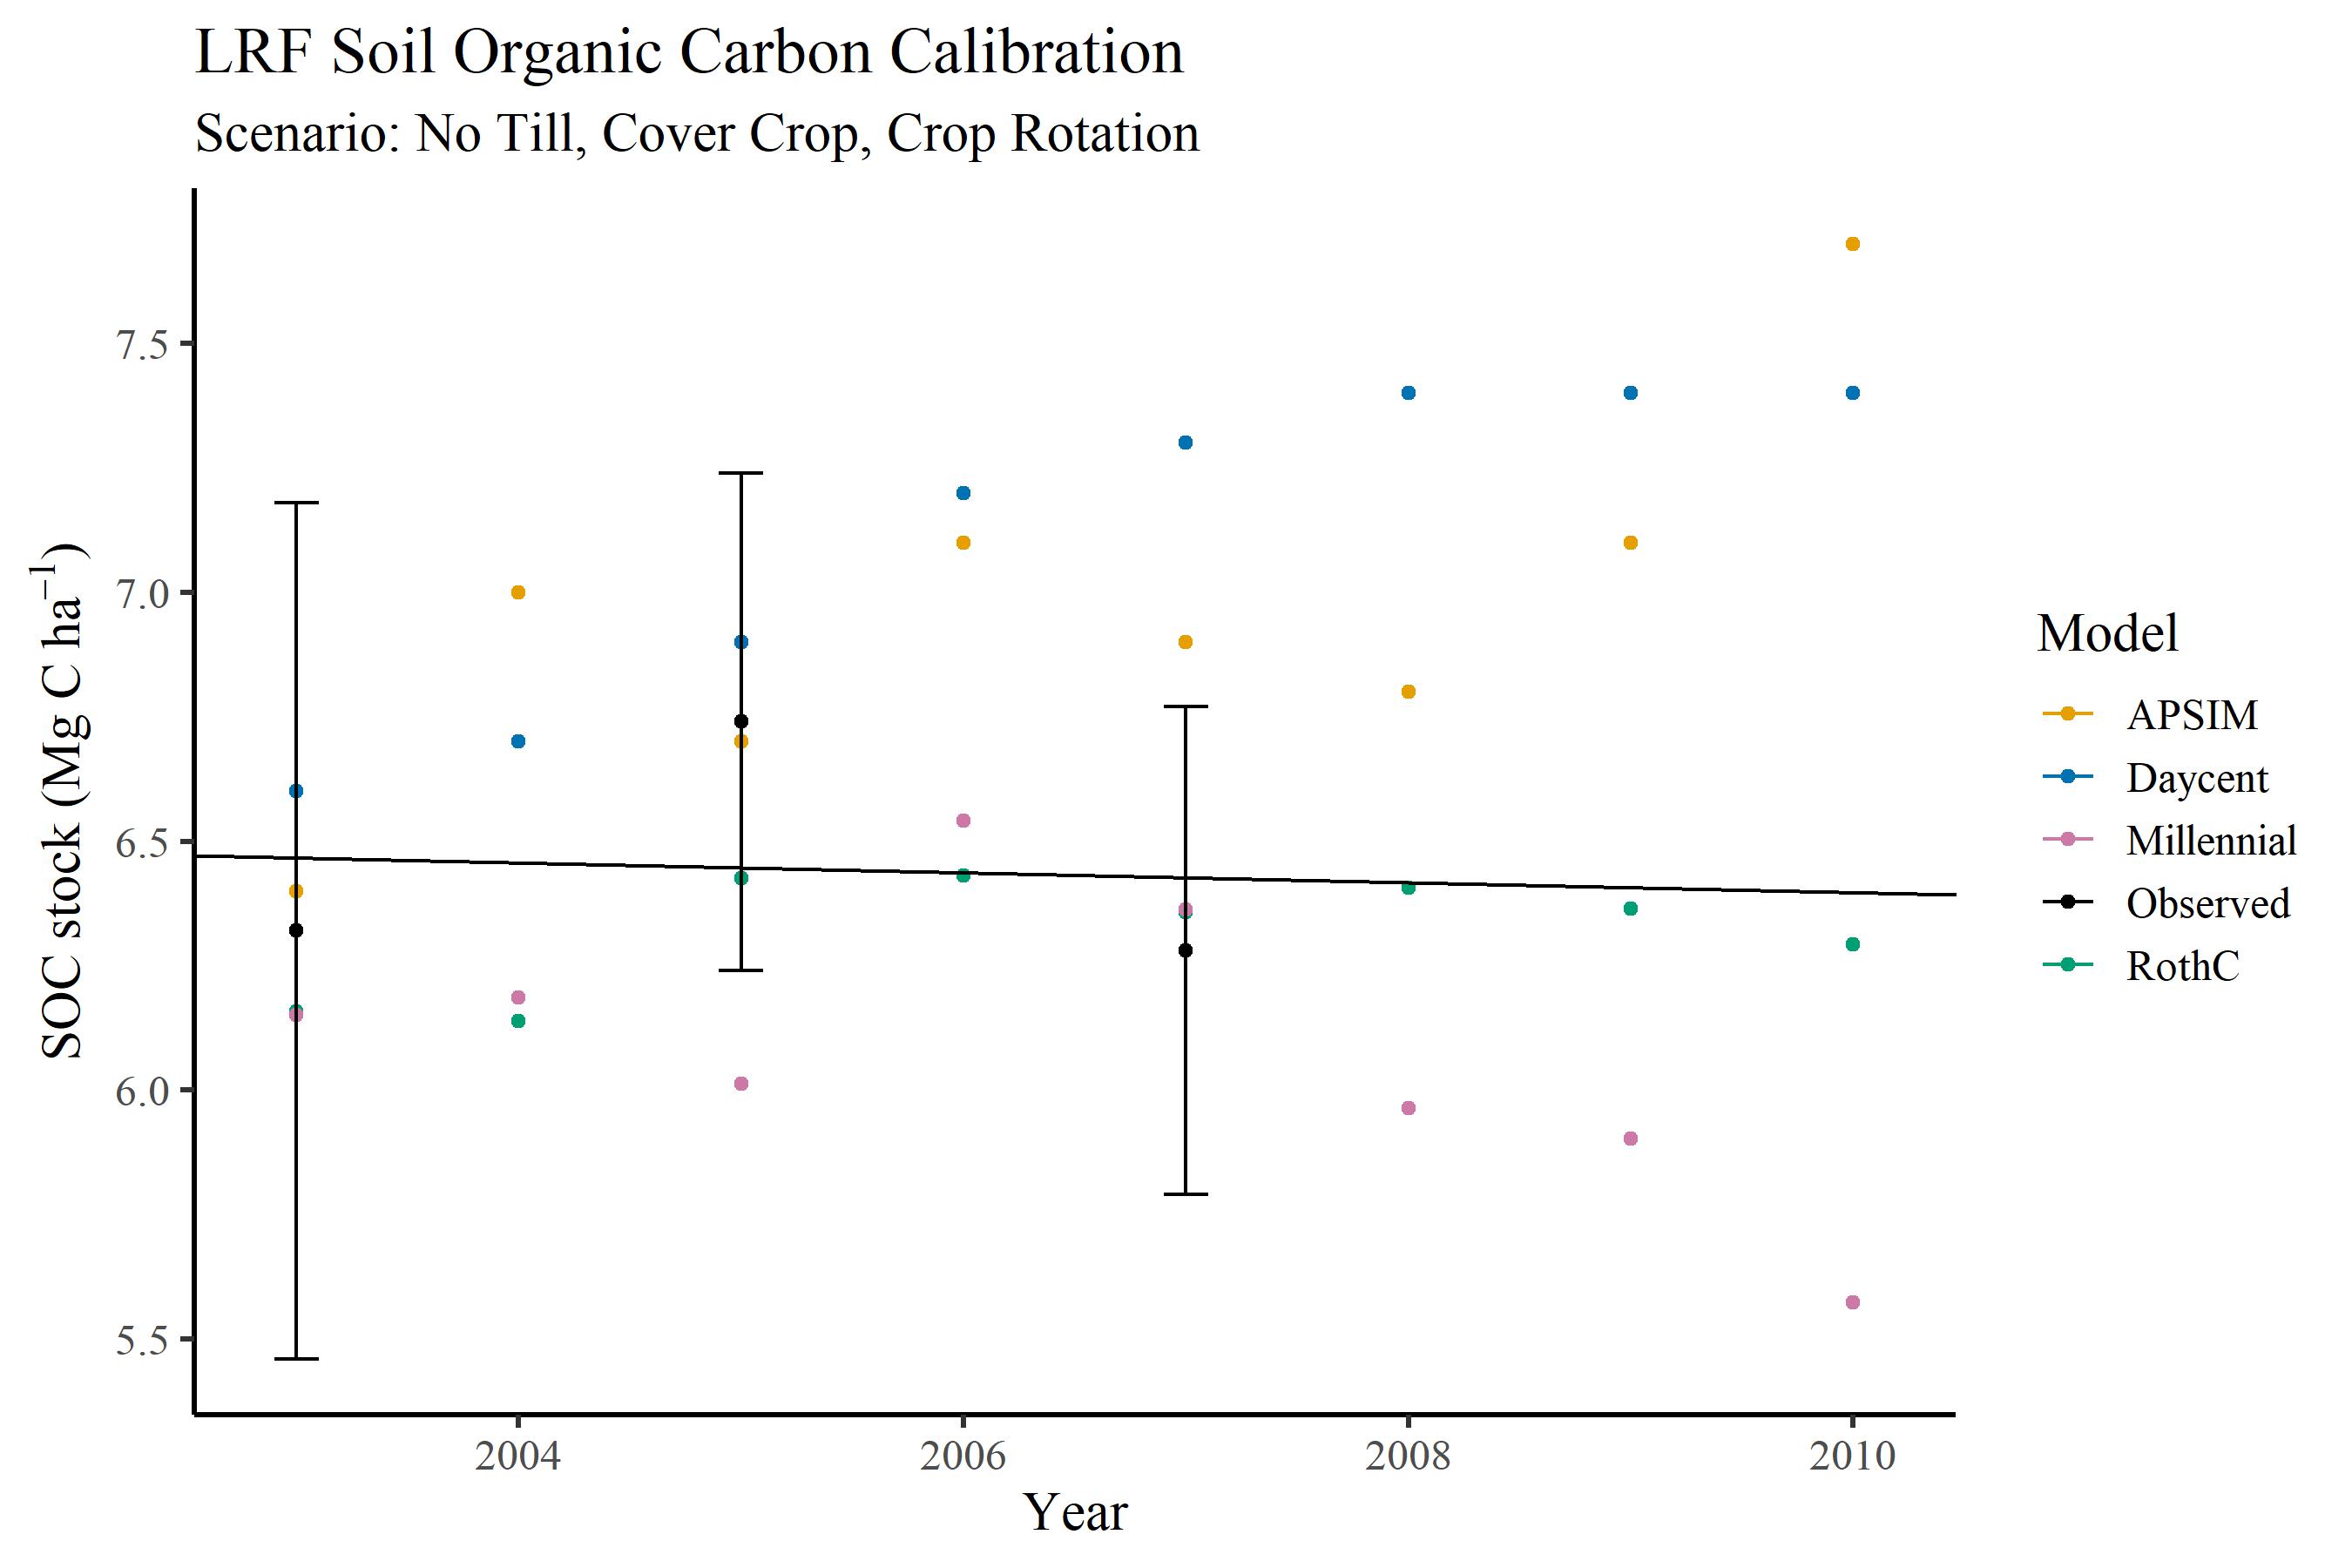 LRF Soil Organic Carbon Calibration
Scenario: No Till, Cover Crop, Crop Rotation
SOC stock (Mg C ha⁻¹)
7.5
7.0
6.5
6.0
5.5
2004 2006 2008 2010
Year
Model
APSIM
Daycent
Millennial
Observed
RothC